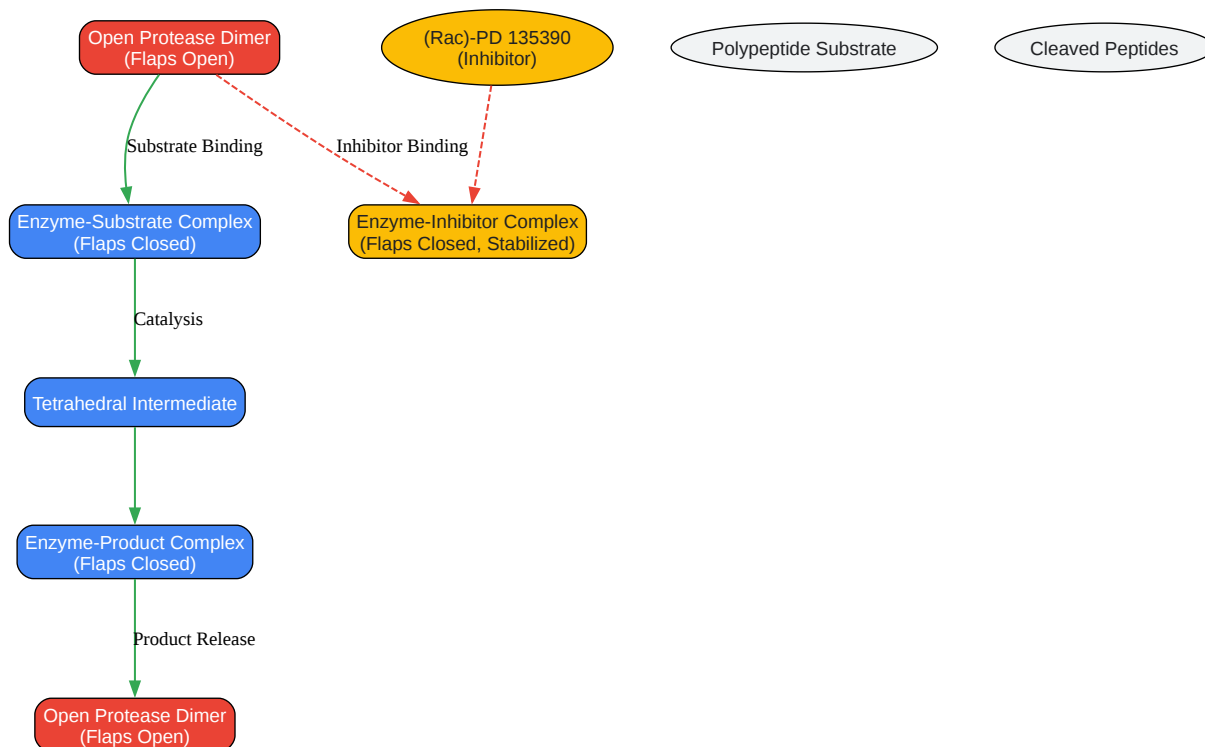 Open Protease Dimer
(Flaps Open)
(Rac)-PD 135390
(Inhibitor)
Polypeptide Substrate
Cleaved Peptides
Substrate Binding
Inhibitor Binding
Enzyme-Substrate Complex
(Flaps Closed)
Enzyme-Inhibitor Complex
(Flaps Closed, Stabilized)
Catalysis
Tetrahedral Intermediate
Enzyme-Product Complex
(Flaps Closed)
Product Release
Open Protease Dimer
(Flaps Open)